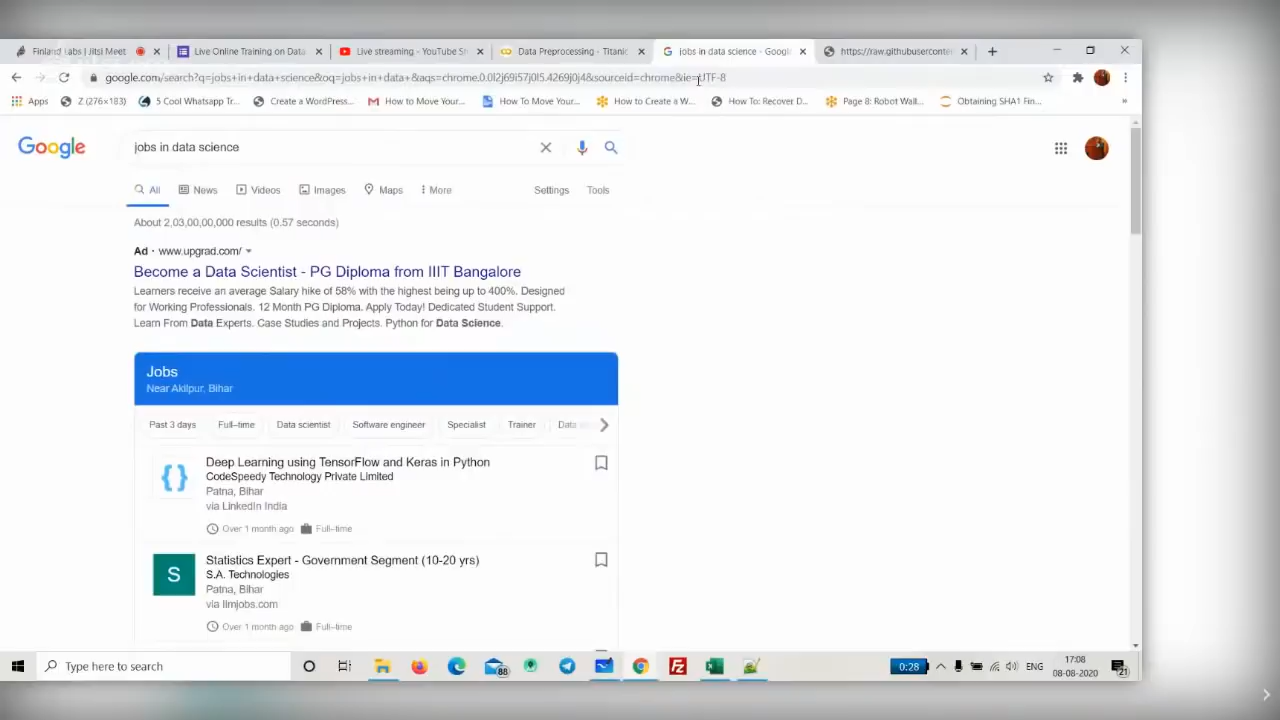 Finland Labs | Jitsi Meet
Live Online Training on Data
Live streaming - YouTube St
Data Preprocessing - Titanic
jobs in data science - Google
https://raw.githubuserconte
google.com/search?q=jobs+in+data+science&oq=jobs+in+data+&aqs=chrome.0.0l2j69i57j0l5.4269j0j4&sourceid=chrome&ie=UTF-8
Apps
Z (276×183)
5 Cool Whatsapp Tr...
Create a WordPress...
How to Move Your...
How To Move Your...
How to Create a W...
How To: Recover D...
Page 8: Robot Wall...
Obtaining SHA1 Fin...
»
Google
jobs in data science
All
News
Videos
Images
Maps
More
Settings
Tools
About 2,03,00,00,000 results (0.57 seconds)
Ad · www.upgrad.com/
Become a Data Scientist - PG Diploma from IIIT Bangalore
Learners receive an average Salary hike of 58% with the highest being up to 400%. Designed
for Working Professionals. 12 Month PG Diploma. Apply Today! Dedicated Student Support.
Learn From Data Experts. Case Studies and Projects. Python for Data Science.
Jobs
Near Akilpur, Bihar
Past 3 days
Full–time
Data scientist
Software engineer
Specialist
Trainer
Data
Deep Learning using TensorFlow and Keras in Python
CodeSpeedy Technology Private Limited
Patna, Bihar
via LinkedIn India
Over 1 month ago
Full–time
S
Statistics Expert - Government Segment (10-20 yrs)
S.A. Technologies
Patna, Bihar
via Iimjobs.com
Over 1 month ago
Full–time
Type here to search
88
0:28
ENG
17:08
08-08-2020
21